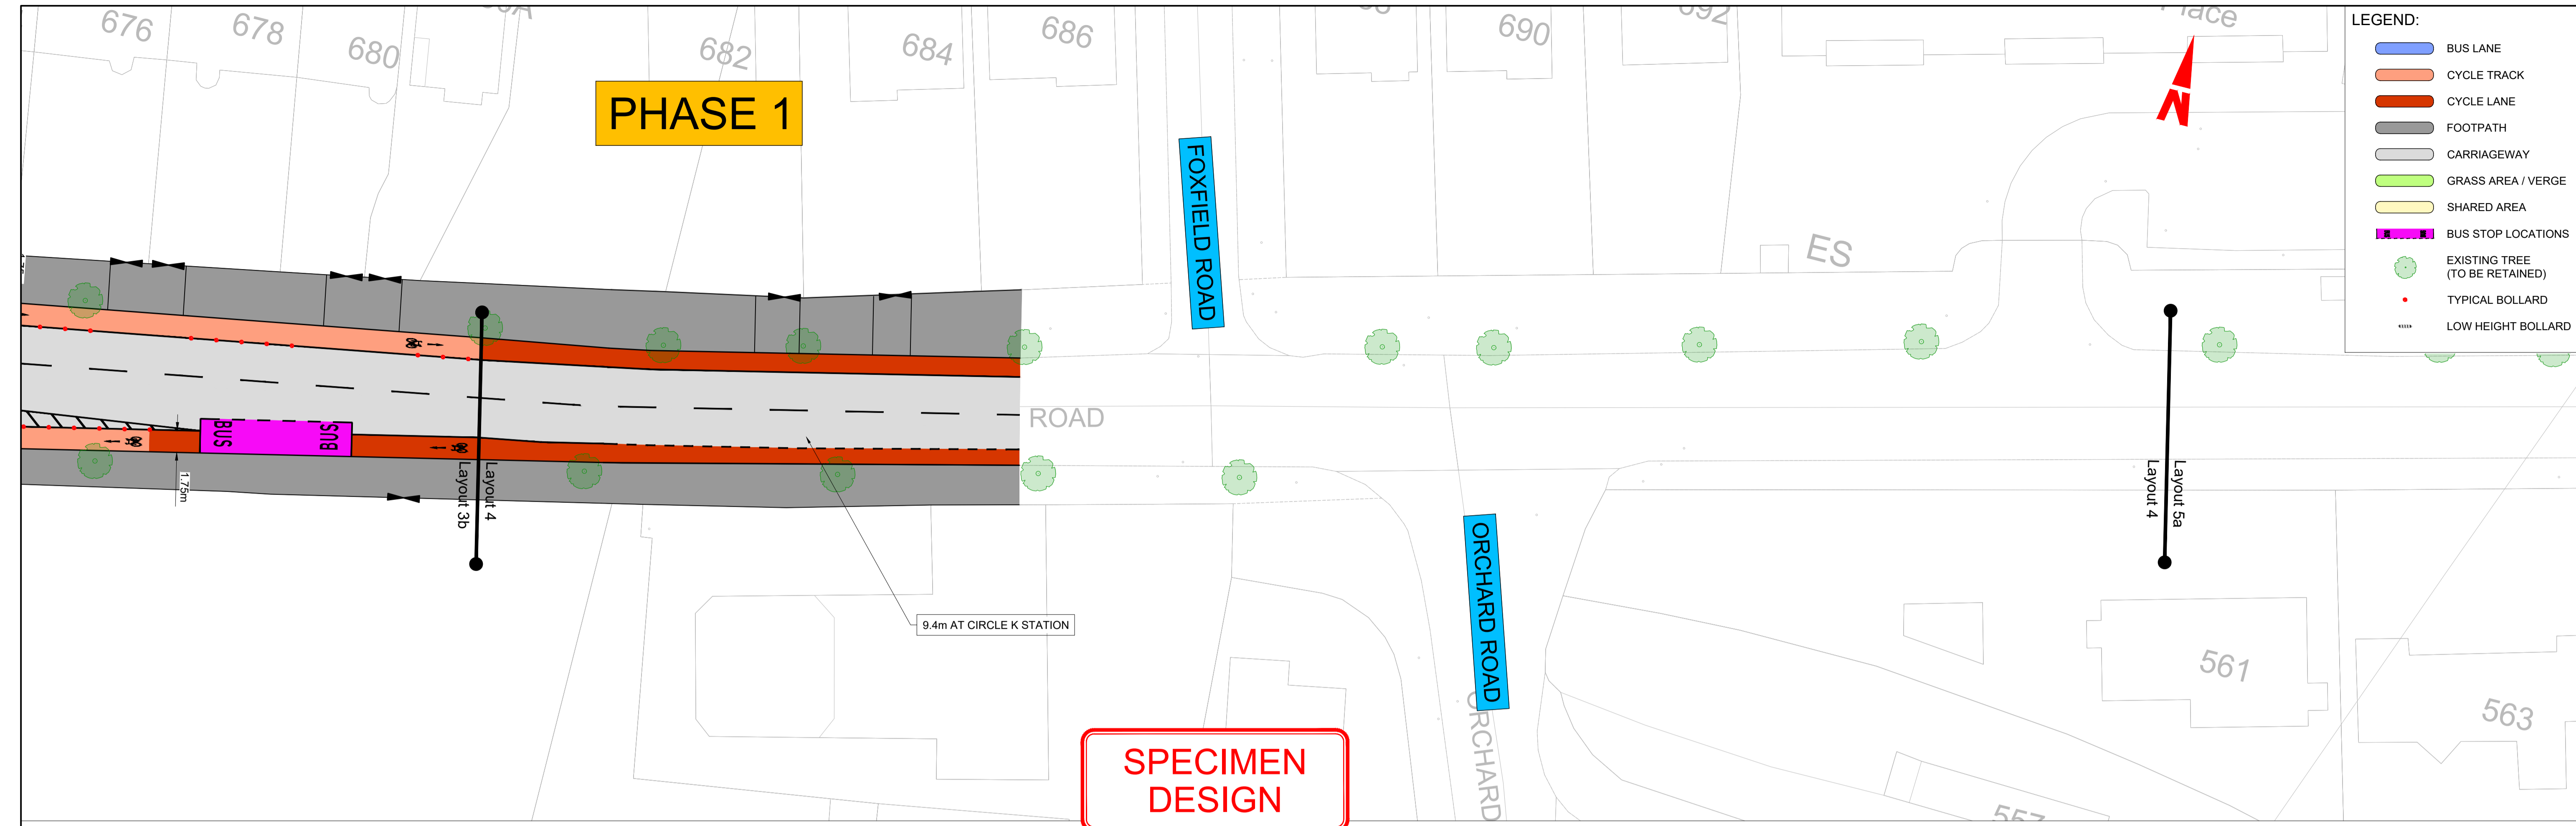 676
678
680
682
684
686
690
692
ES
PHASE 1
FOXFIELD ROAD
LEGEND:
BUS LANE
CYCLE TRACK
CYCLE LANE
FOOTPATH
CARRIAGEWAY
GRASS AREA / VERGE
SHARED AREA
BUS STOP LOCATIONS
EXISTING TREE
(TO BE RETAINED)
TYPICAL BOLLARD
LOW HEIGHT BOLLARD
N
ROAD
BUS
BUS
1.75m
Layout 4
Layout 3b
Layout 5a
Layout 4
9.4m AT CIRCLE K STATION
ORCHARD ROAD
ORCHARD
561
563
557
SPECIMEN
DESIGN